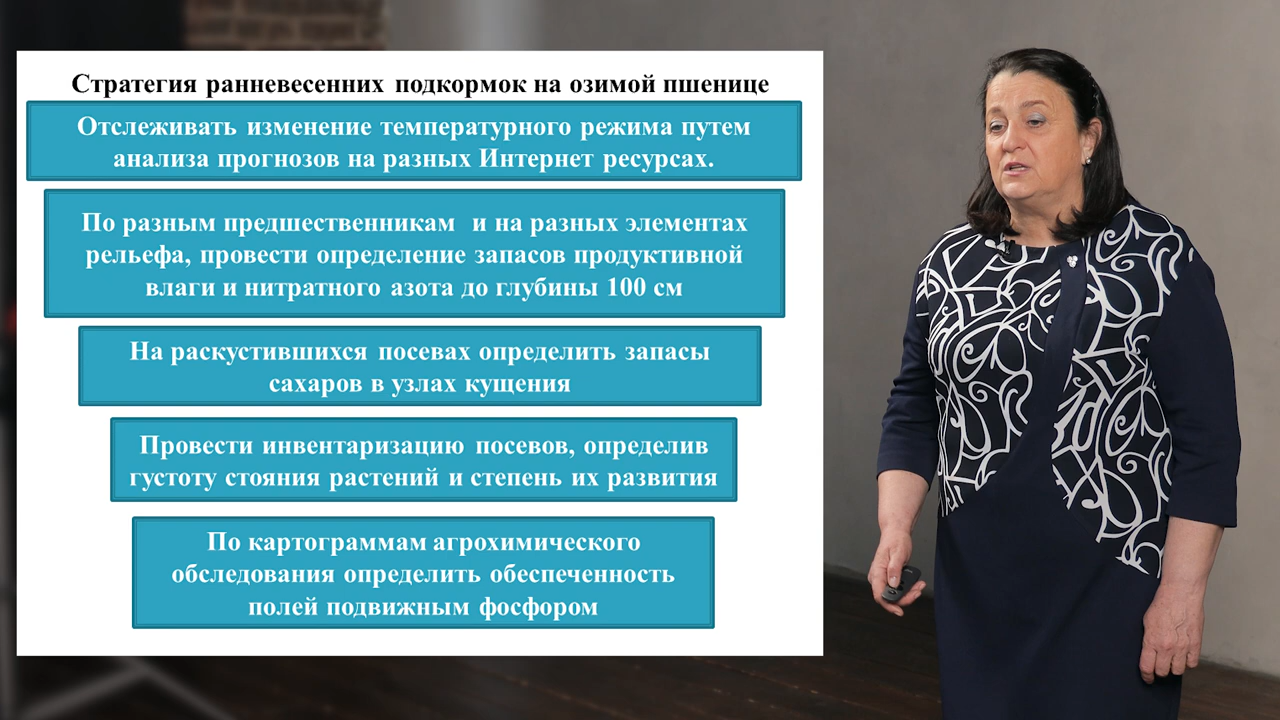 Стратегия ранневесенних подкормок на озимой пшенице
Отслеживать изменение температурного режима путем
анализа прогнозов на разных Интернет ресурсах.
По разным предшественникам и на разных элементах
рельефа, провести определение запасов продуктивной
влаги и нитратного азота до глубины 100 см
На раскустившихся посевах определить запасы
сахаров в узлах кущения
Провести инвентаризацию посевов, определив
густоту стояния растений и степень их развития
По картограммам агрохимического
обследования определить обеспеченность
полей подвижным фосфором